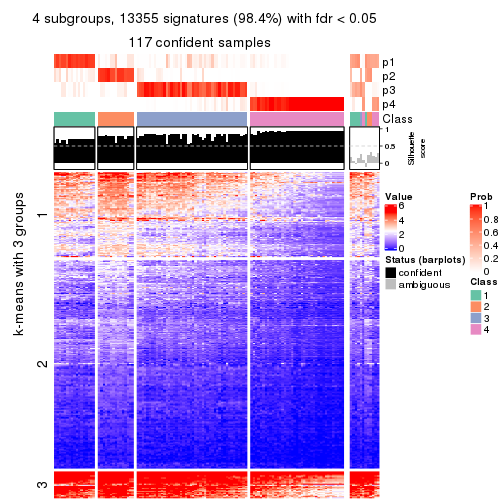 4 subgroups, 13355 signatures (98.4%) with fdr < 0.05
117 confident samples
p1
p2
p3
p4
Class
1
0.5
0
Silhouette
score
k-means with 3 groups
1
2
3
Value
6
4
2
0
Status (barplots)
confident
ambiguous
Prob
1
0.8
0.6
0.4
0.2
0
Class
1
2
3
4